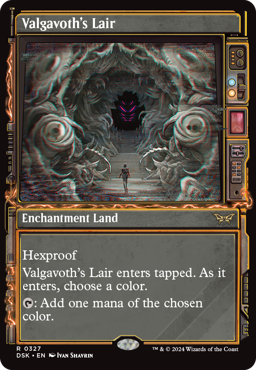 Valgavoth's Lair
Enchantment Land
Hexproof
Valgavoth's Lair enters tapped. As it
enters, choose a color.
: Add one mana of the chosen
color.
R 0327
DSK • EN Ivan Shavrin
™ & © 2024 Wizards of the Coast